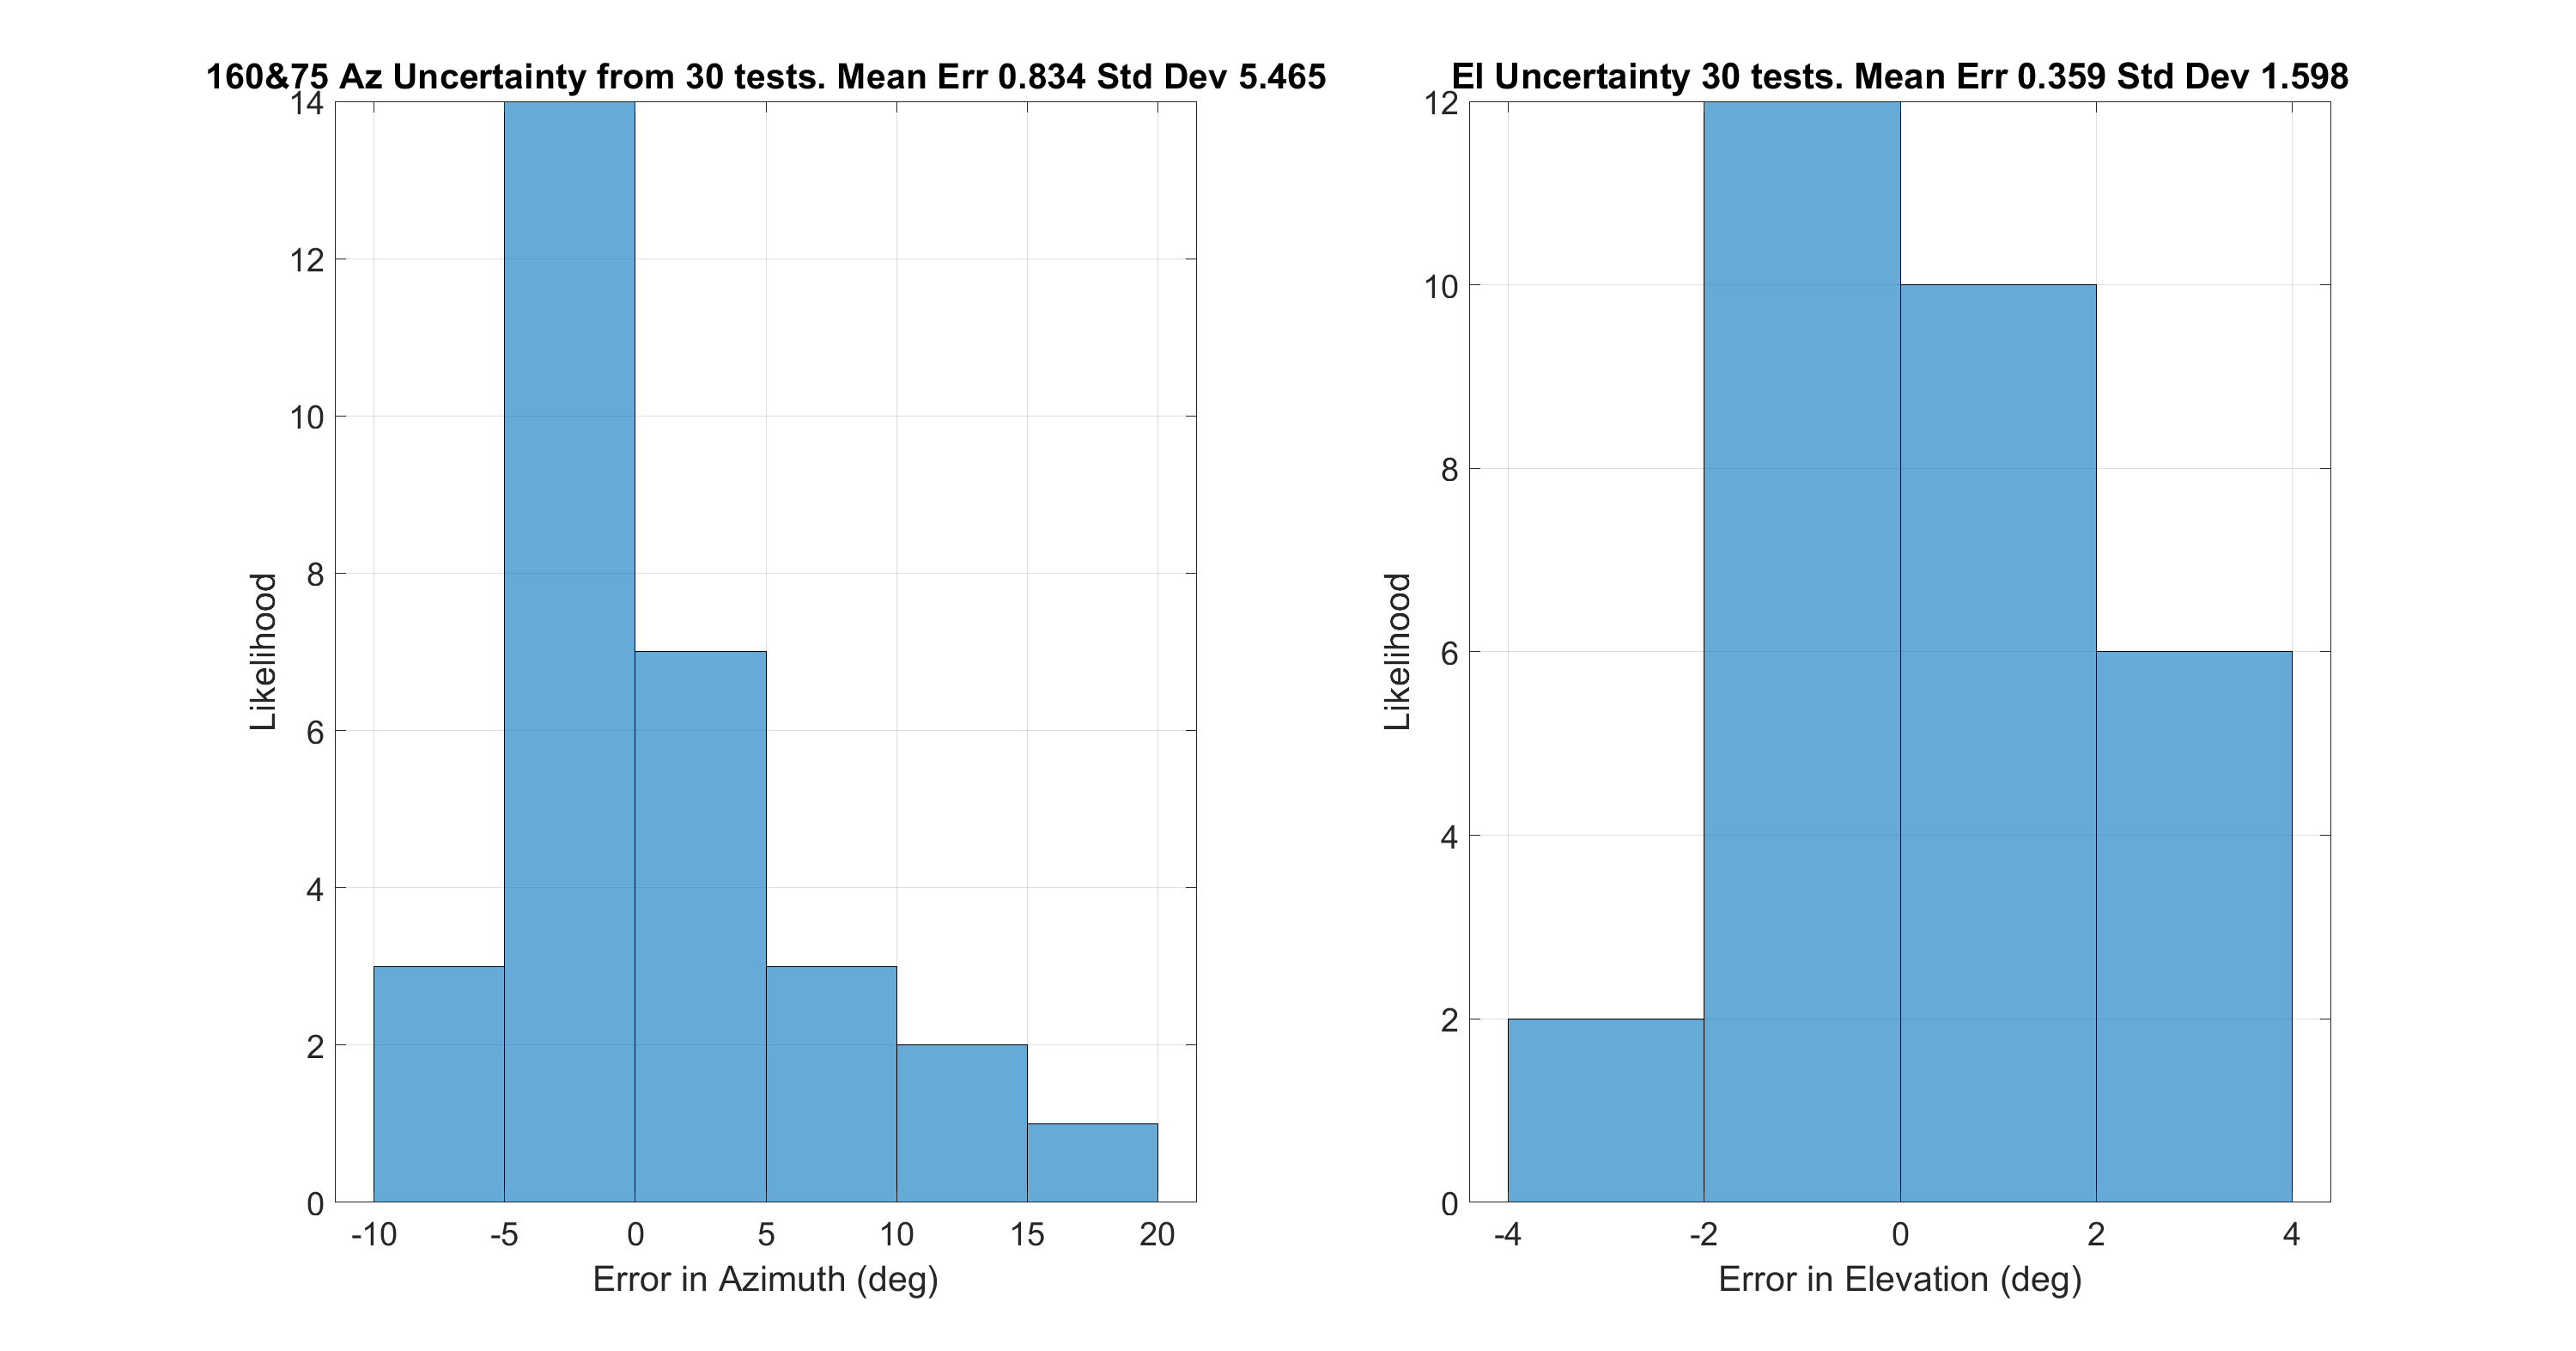 160&75 Az Uncertainty from 30 tests. Mean Err 0.834 Std Dev 5.465
14
12
10
8
6
4
2
0
Likelihood
-10 -5 0 5 10 15 20
Error in Azimuth (deg)
El Uncertainty 30 tests. Mean Err 0.359 Std Dev 1.598
12
10
8
6
4
2
0
Likelihood
-4 -2 0 2 4
Error in Elevation (deg)